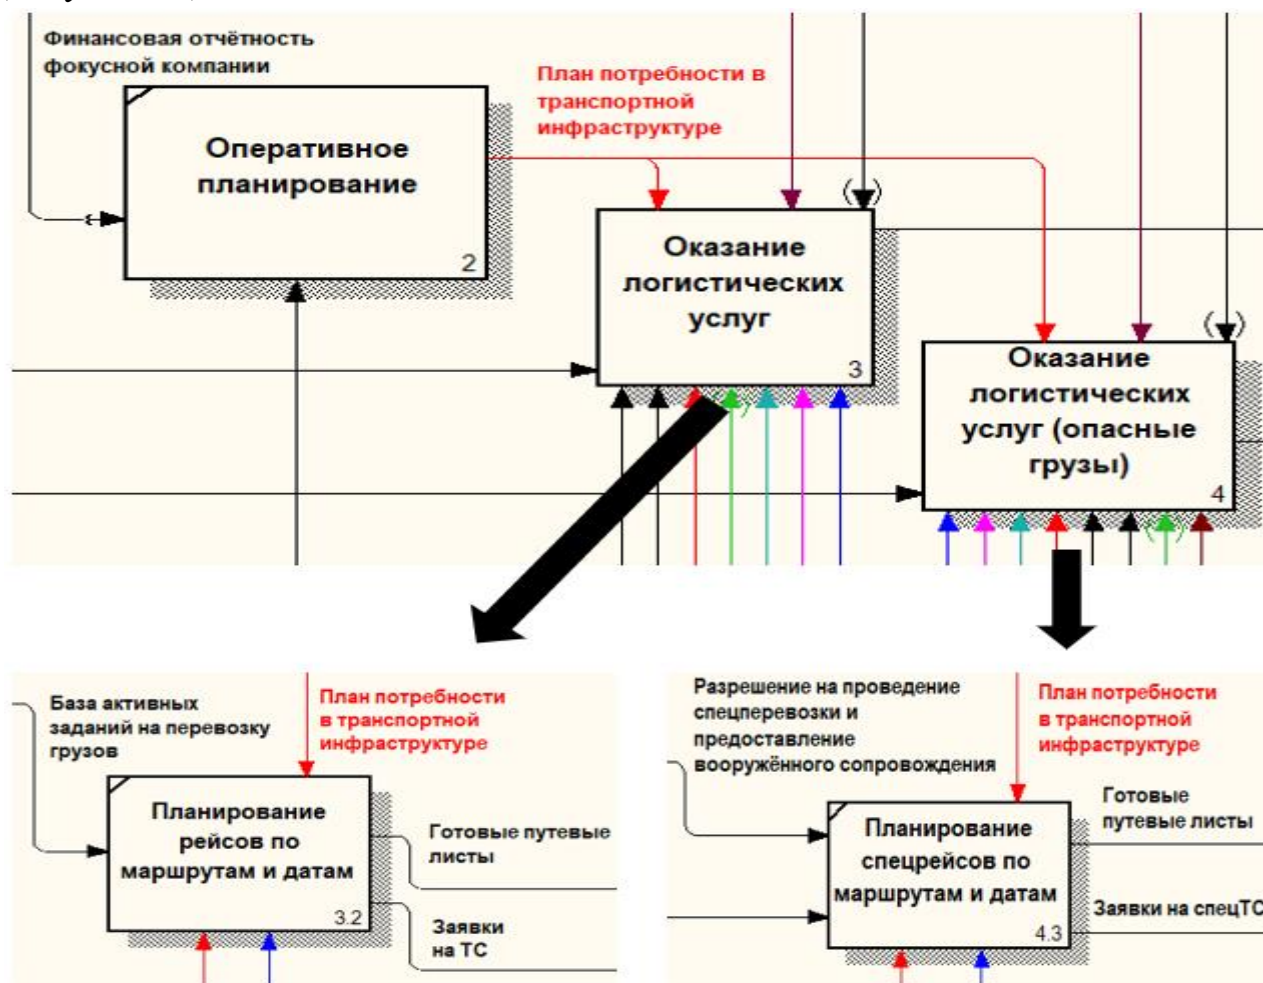 Финансовая отчётность
фокусной компании
План потребности в
транспортной
инфраструктуре
Оперативное
планирование
2
Оказание
логистических
услуг
3
Оказание
логистических
услуг (опасные
грузы)
4
База активных
заданий на перевозку
грузов
План потребности
в транспортной
инфраструктуре
Планирование
рейсов по
маршрутам и датам
3.2
Готовые путевые
листы
Заявки
на ТС
Разрешение на проведение
спецперевозки и
предоставление
вооружённого сопровождения
План потребности
в транспортной
инфраструктуре
Планирование
спецрейсов по
маршрутам и датам
4.3
Готовые
путевые листы
Заявки на спецТС